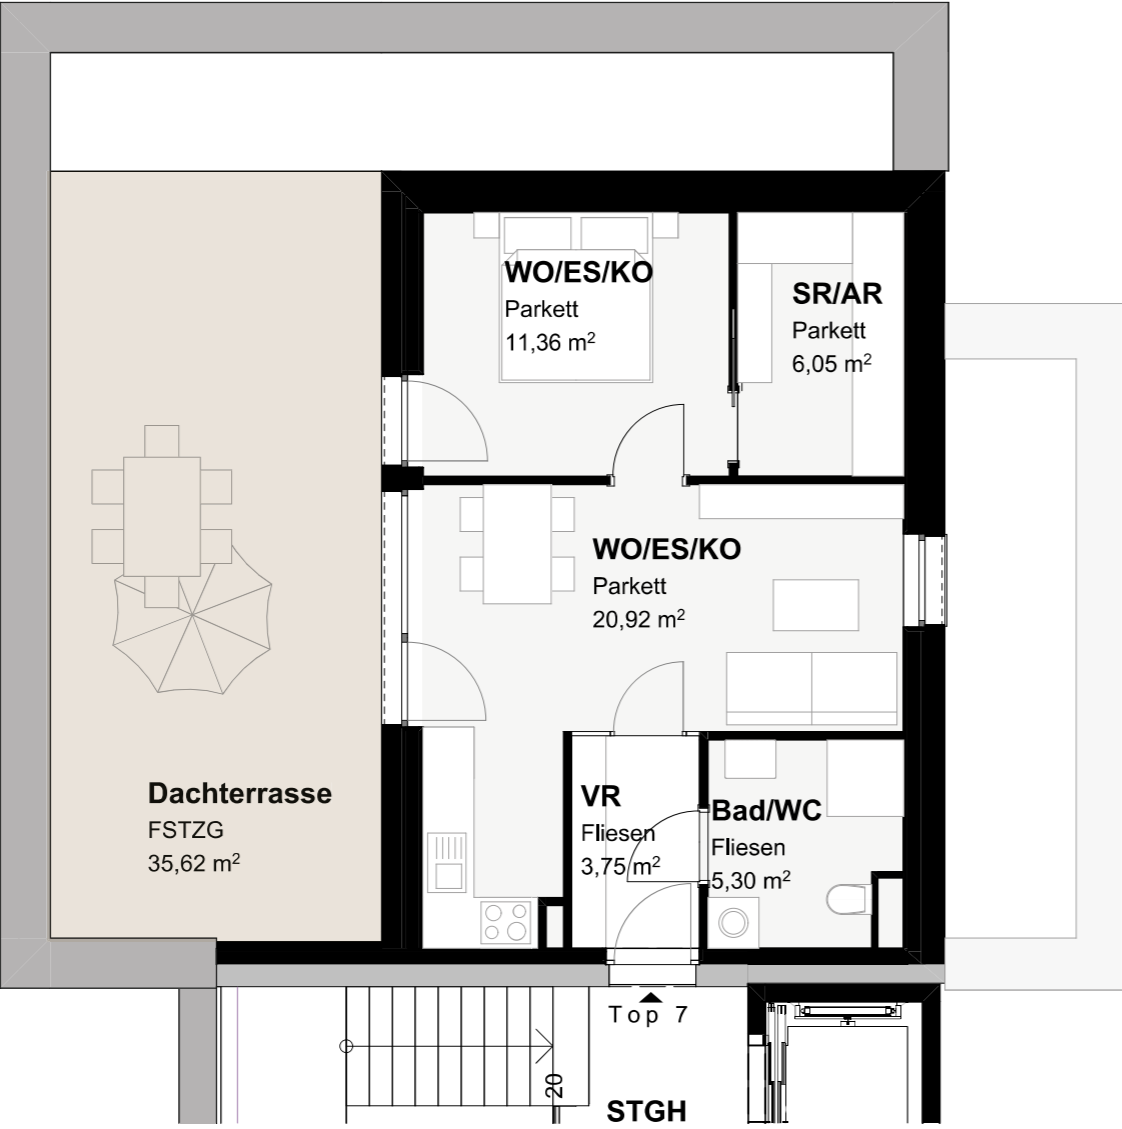 WO/ES/KO
Parkett
11,36 m²
SR/AR
Parkett
6,05 m²
WO/ES/KO
Parkett
20,92 m²
Dachterrasse
FSTZG
35,62 m²
VR
Fliesen
3,75 m²
Bad/WC
Fliesen
5,30 m²
Top 7
20
STGH